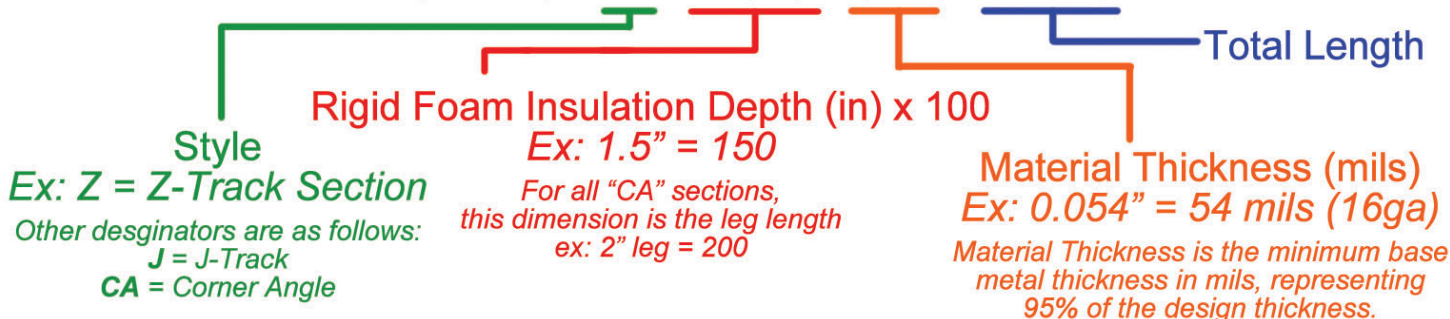 Total Length
Rigid Foam Insulation Depth (in) x 100
Ex: 1.5” = 150
For all “CA” sections,
this dimension is the leg length
ex: 2” leg = 200
Style
Ex: Z = Z-Track Section
Other desginators are as follows:
J = J-Track
CA = Corner Angle
Material Thickness (mils)
Ex: 0.054” = 54 mils (16ga)
Material Thickness is the minimum base
metal thickness in mils, representing
95% of the design thickness.